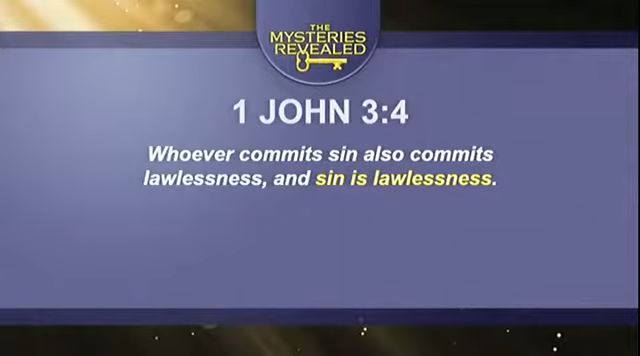 THE
MYSTERIES
REVEALED
1 JOHN 3:4
Whoever commits sin also commits
lawlessness, and sin is lawlessness.